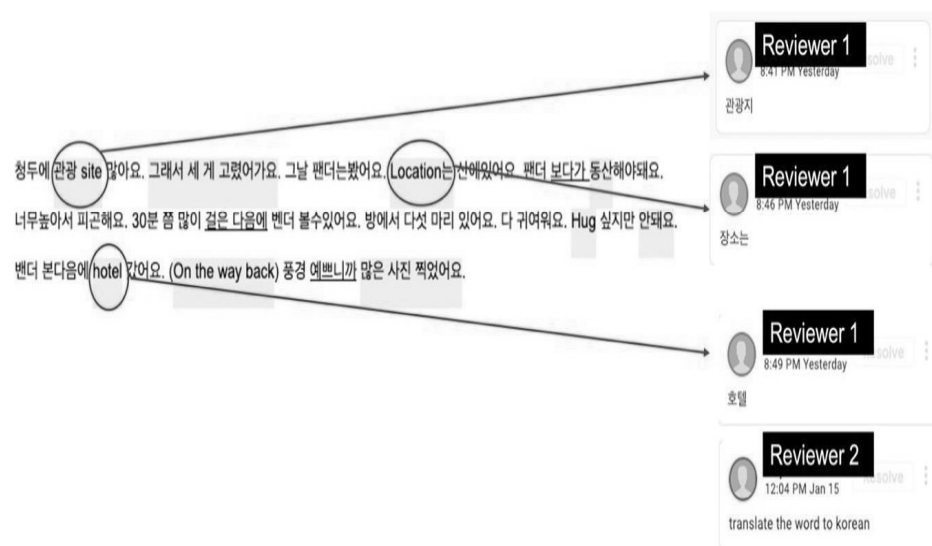 Reviewer 1
solve
8:41 PM Yesterday
관광지
청두에 관광 site 많아요. 그래서 세 게 고렸어가요. 그날 팬더는봤어요. Location는 산에있어요. 팬더 보다가 동산해야돼요.
너무높아서 피곤해요. 30분 쯤 많이 걸은 다음에 벤더 볼수있어요. 방에서 다섯 마리 있어요. 다 귀여워요. Hug 싶지만 안돼요.
밴더 본다음에 hotel 갔어요. (On the way back) 풍경 예쁘니까 많은 사진 찍었어요.
Reviewer 1
solve
8:46 PM Yesterday
장소는
Reviewer 1
Resolve
8:49 PM Yesterday
호텔
Reviewer 2
Resolve
12:04 PM Jan 15
translate the word to korean